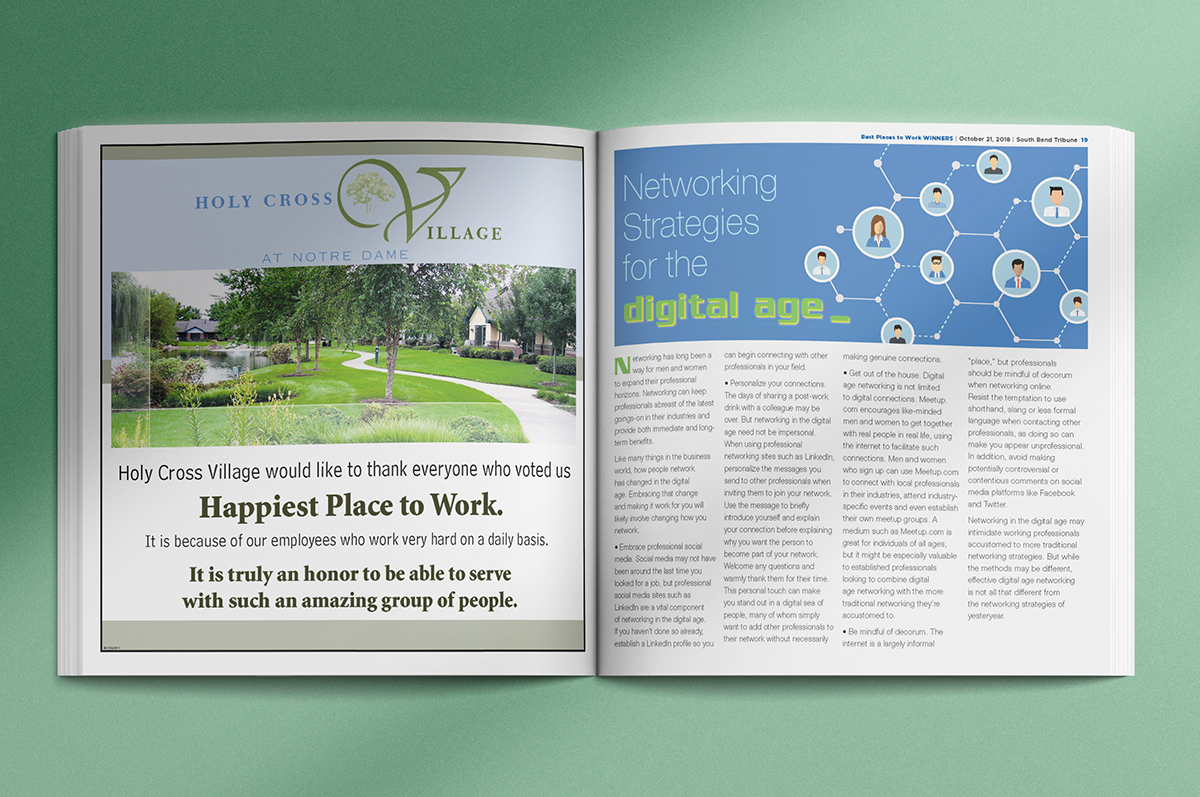 HOLY CROSS
VILLAGE
AT NOTRE DAME
Holy Cross Village would like to thank everyone who voted us
Happiest Place to Work.
It is because of our employees who work very hard on a daily basis.
It is truly an honor to be able to serve
with such an amazing group of people.
Best Places to Work WINNERS | October 21, 2018 | South Bend Tribune 19
Networking
Strategies
for the
digital age_
Networking has long been a
way for men and women
to expand their professional
horizons. Networking can keep
professionals abreast of the latest
goings-on in their industries and
provide both immediate and long-
term benefits.
Like many things in the business
world, how people network
has changed in the digital
age. Embracing that change
and making it work for you will
likely involve changing how you
network.
• Embrace professional social
media. Social media may not have
been around the last time you
looked for a job, but professional
social media sites such as
LinkedIn are a vital component
of networking in the digital age.
If you haven't done so already,
establish a LinkedIn profile so you
can begin connecting with other
professionals in your field.
• Personalize your connections.
The days of sharing a post-work
drink with a colleague may be
over. But networking in the digital
age need not be impersonal.
When using professional
networking sites such as LinkedIn,
personalize the messages you
send to other professionals when
inviting them to join your network.
Use the message to briefly
introduce yourself and explain
your connection before explaining
why you want the person to
become part of your network.
Welcome any questions and
warmly thank them for their time.
This personal touch can make
you stand out in a digital sea of
people, many of whom simply
want to add other professionals to
their network without necessarily
making genuine connections.
• Get out of the house. Digital
age networking is not limited
to digital connections. Meetup.
com encourages like-minded
men and women to get together
with real people in real life, using
the internet to facilitate such
connections. Men and women
who sign up can use Meetup.com
to connect with local professionals
in their industries, attend industry-
specific events and even establish
their own meetup groups. A
medium such as Meetup.com is
great for individuals of all ages,
but it might be especially valuable
to established professionals
looking to combine digital
age networking with the more
traditional networking they're
accustomed to.
• Be mindful of decorum. The
internet is a largely informal
"place," but professionals
should be mindful of decorum
when networking online.
Resist the temptation to use
shorthand, slang or less formal
language when contacting other
professionals, as doing so can
make you appear unprofessional.
In addition, avoid making
potentially controversial or
contentious comments on social
media platforms like Facebook
and Twitter.
Networking in the digital age may
intimidate working professionals
accustomed to more traditional
networking strategies. But while
the methods may be different,
effective digital age networking
is not all that different from
the networking strategies of
yesteryear.